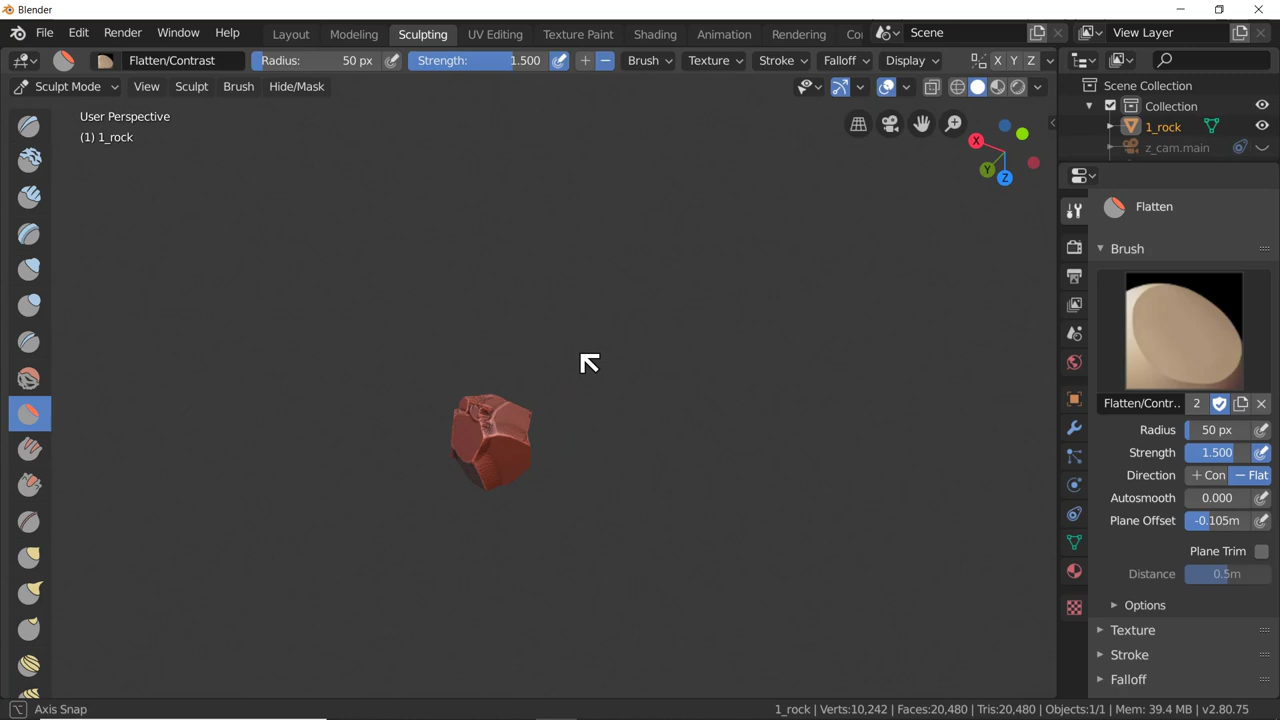 Blender
File Edit Render Window Help Layout Modeling Sculpting UV Editing Texture Paint Shading Animation Rendering Co Scene View Layer
Flatten/Contrast Radius: 50 px Strength: 1.500 Brush Texture Stroke Falloff Display X Y Z
Sculpt Mode View Sculpt Brush Hide/Mask
Scene Collection
Collection
1_rock
z_cam.main
User Perspective
(1) 1_rock
X
Y
Z
Flatten
Brush
Flatten/Contr.. 2
Radius 50 px
Strength 1.500
Direction + Con − Flat
Autosmooth 0.000
Plane Offset -0.105m
Plane Trim
Distance 0.5m
Options
Texture
Stroke
Falloff
Axis Snap
1_rock | Verts:10,242 | Faces:20,480 | Tris:20,480 | Objects:1/1 | Mem: 39.4 MB | v2.80.75